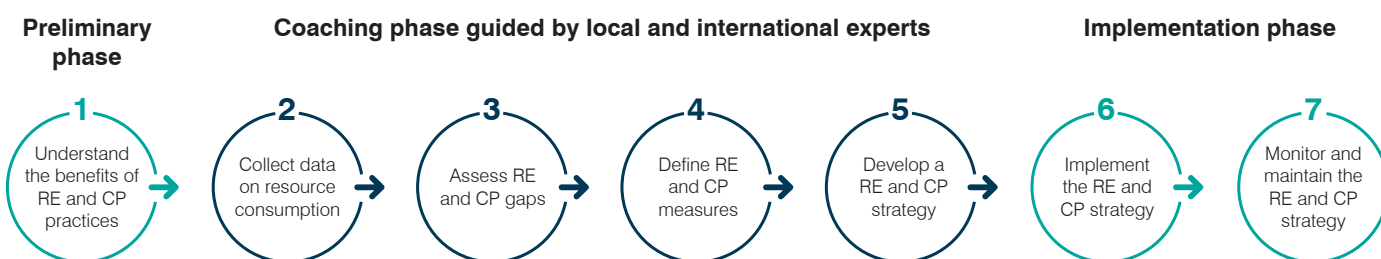 Preliminary
phase
Coaching phase guided by local and international experts
Implementation phase
1
Understand
the benefits of
RE and CP
practices
2
Collect data
on resource
consumption
3
Assess RE
and CP gaps
4
Define RE
and CP
measures
5
Develop a
RE and CP
strategy
6
Implement
the RE and
CP strategy
7
Monitor and
maintain the
RE and CP
strategy